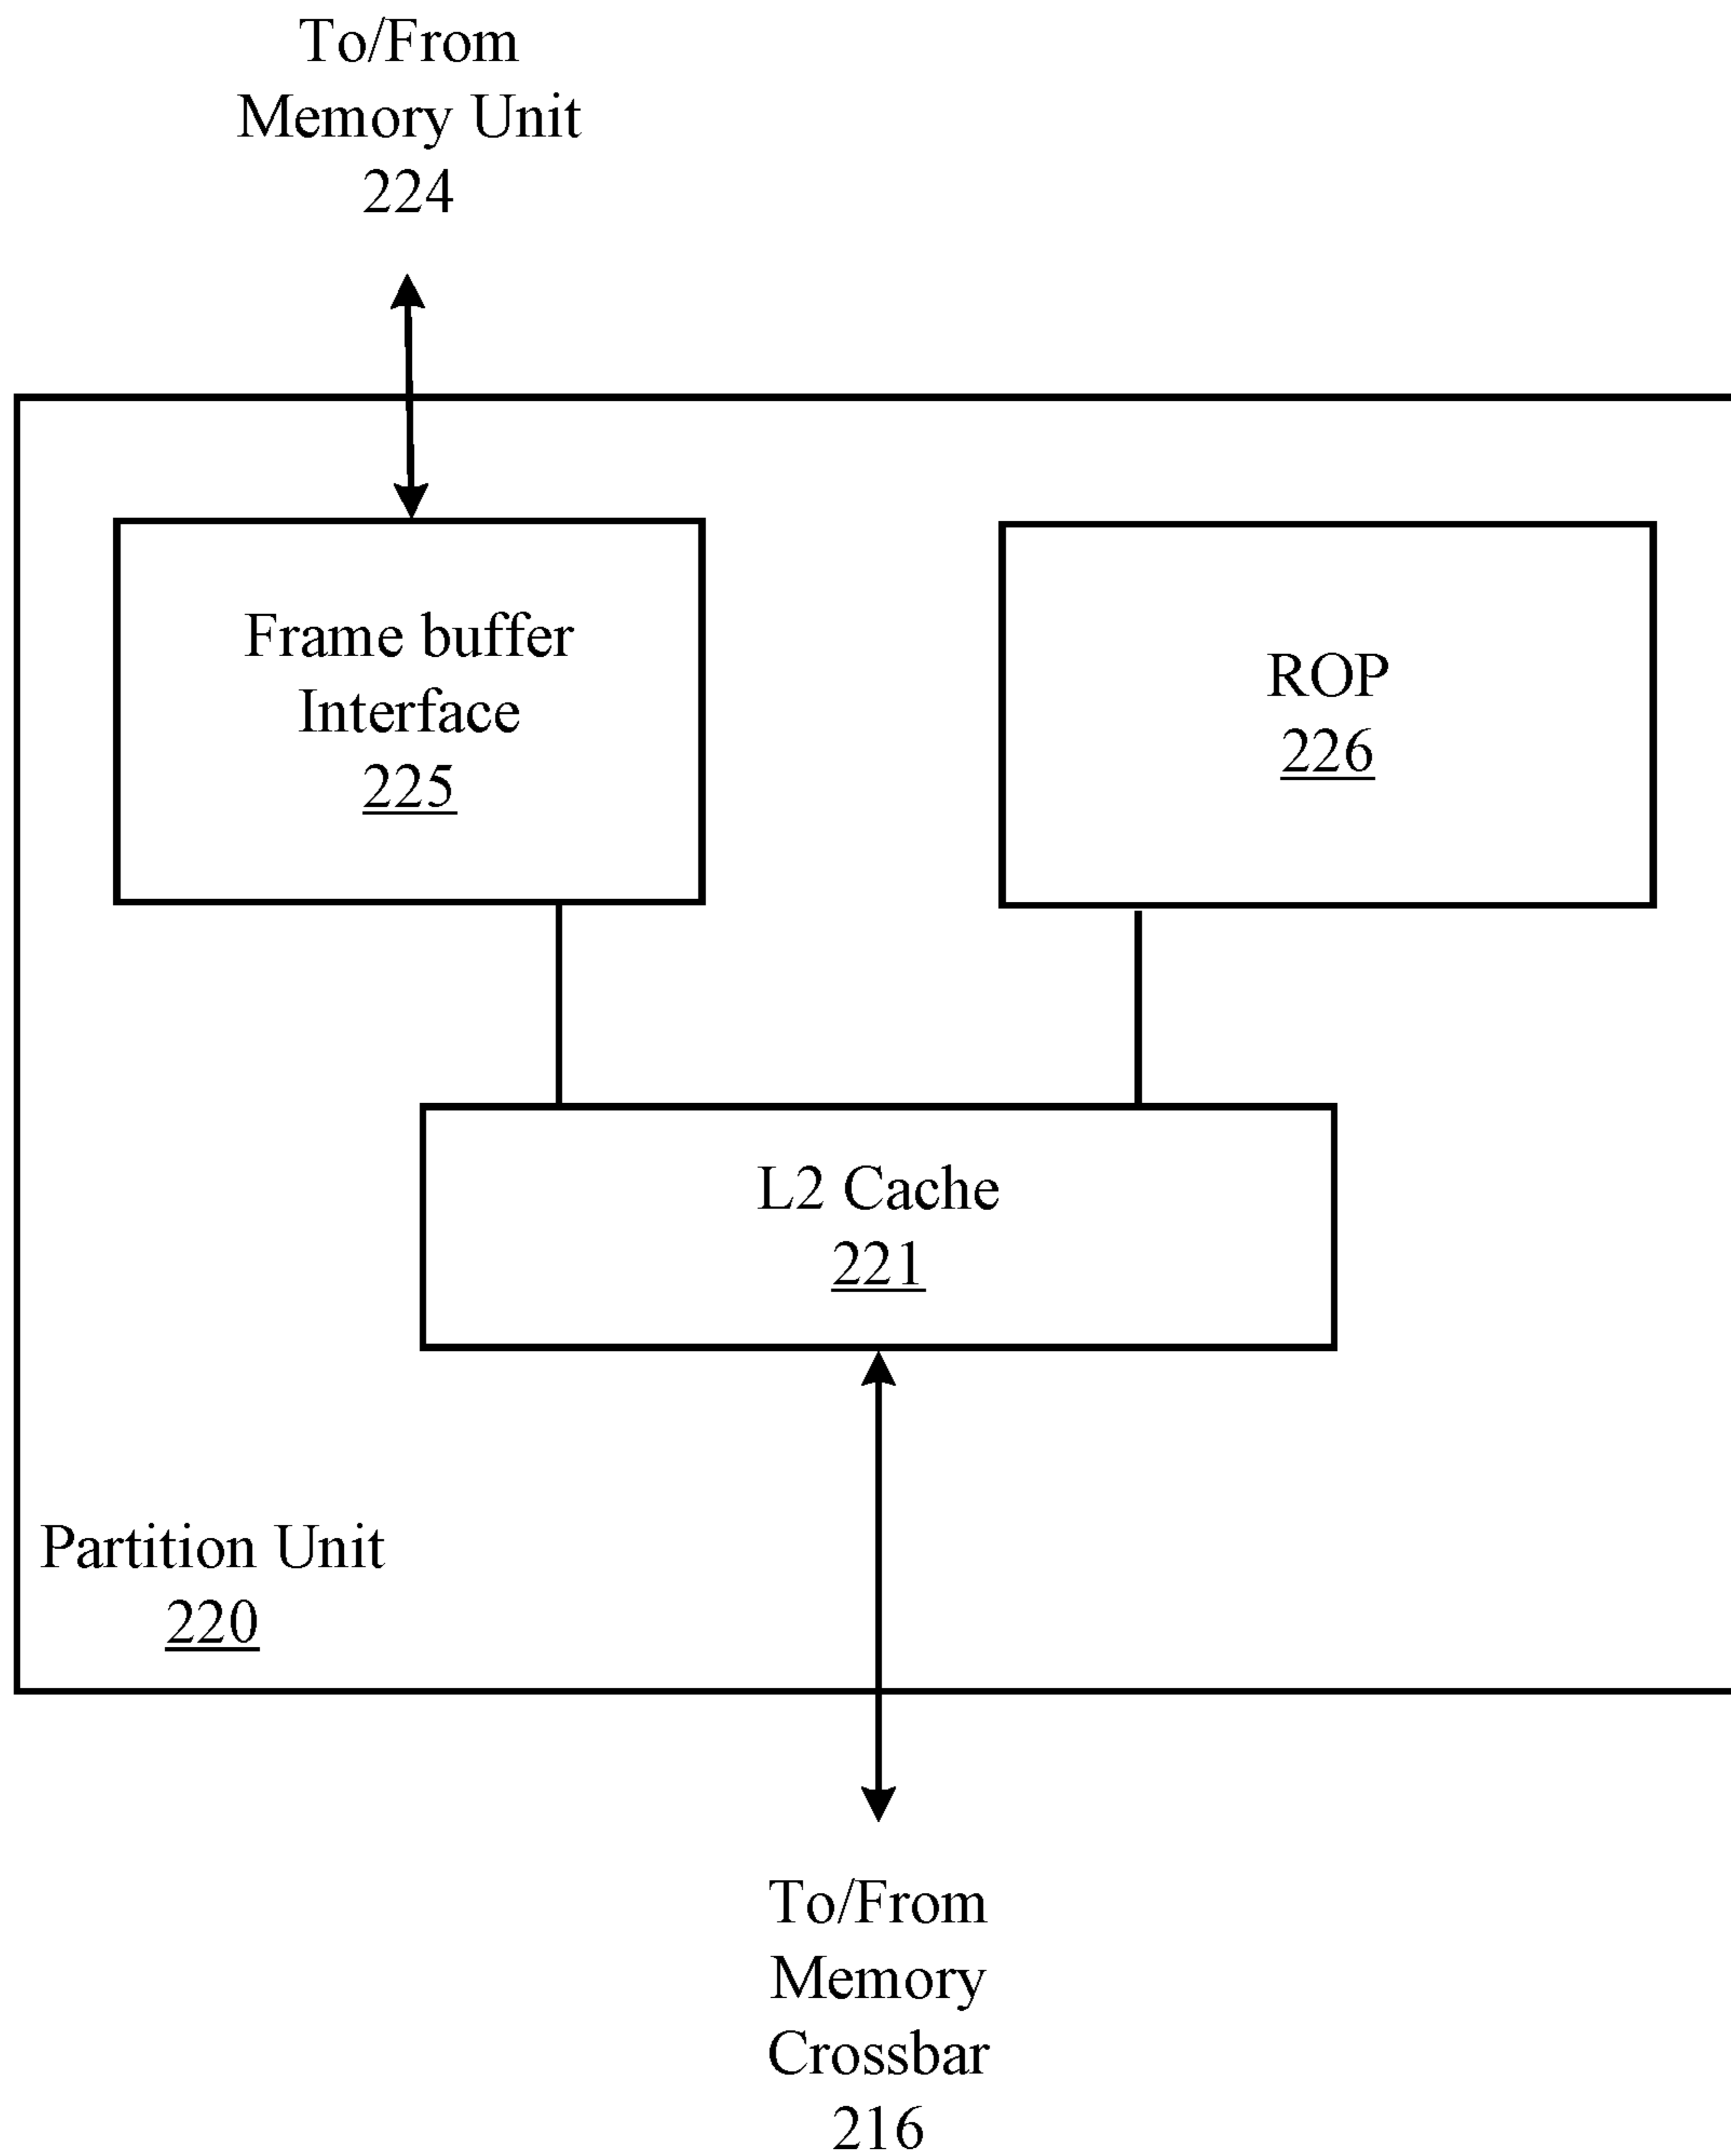 To/From
Memory Unit
224
Frame buffer
Interface
225
ROP
226
L2 Cache
221
Partition Unit
220
To/From
Memory
Crossbar
216